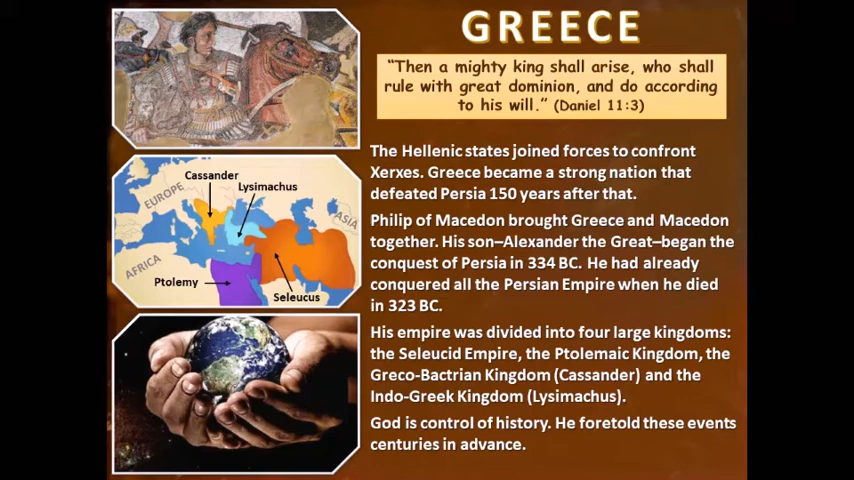 GREECE
“Then a mighty king shall arise, who shall
rule with great dominion, and do according
to his will.” (Daniel 11:3)
The Hellenic states joined forces to confront
Xerxes. Greece became a strong nation that
defeated Persia 150 years after that.
Philip of Macedon brought Greece and Macedon
together. His son–Alexander the Great–began the
conquest of Persia in 334 BC. He had already
conquered all the Persian Empire when he died
in 323 BC.
His empire was divided into four large kingdoms:
the Seleucid Empire, the Ptolemaic Kingdom, the
Greco-Bactrian Kingdom (Cassander) and the
Indo-Greek Kingdom (Lysimachus).
God is control of history. He foretold these events
centuries in advance.
Cassander
Lysimachus
EUROPE
ASIA
AFRICA
Ptolemy
Seleucus